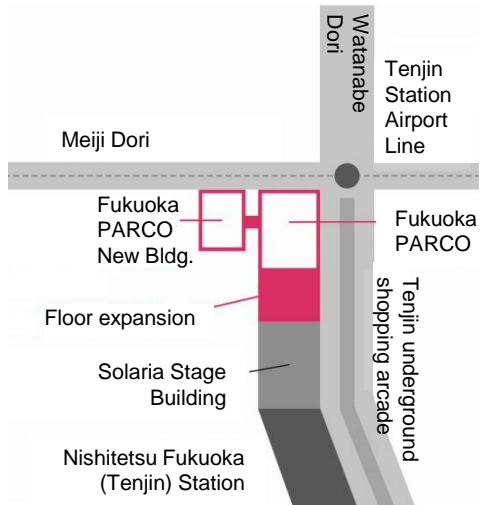 Watanabe
Dori
Tenjin
Station
Airport
Line
Meiji Dori
Fukuoka
PARCO
New Bldg.
Fukuoka
PARCO
Floor expansion
Tenjin underground
shopping arcade
Solaria Stage
Building
Nishitetsu Fukuoka
(Tenjin) Station